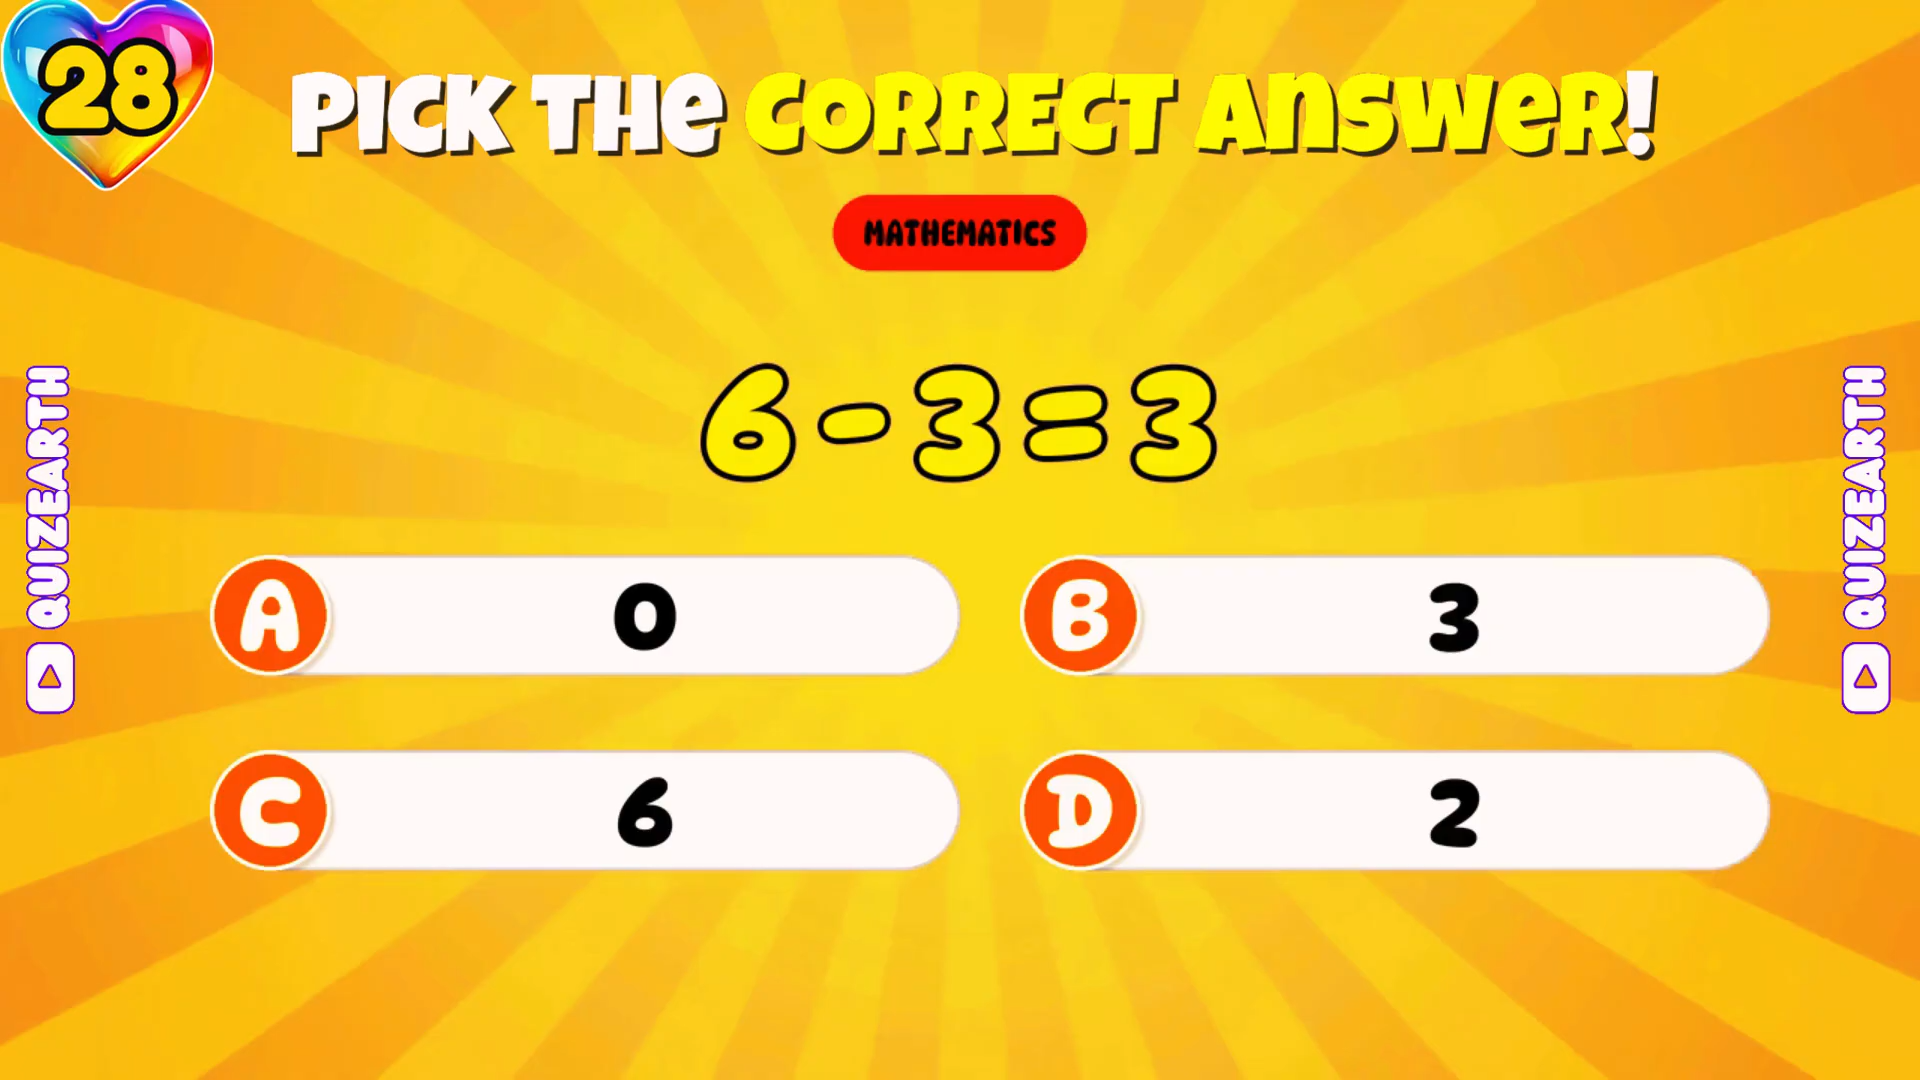 28
PICK THE CORRECT ANSWER!
MATHEMATICS
6-3=3
A 0
B 3
C 6
D 2
QUIZEARTH
QUIZEARTH